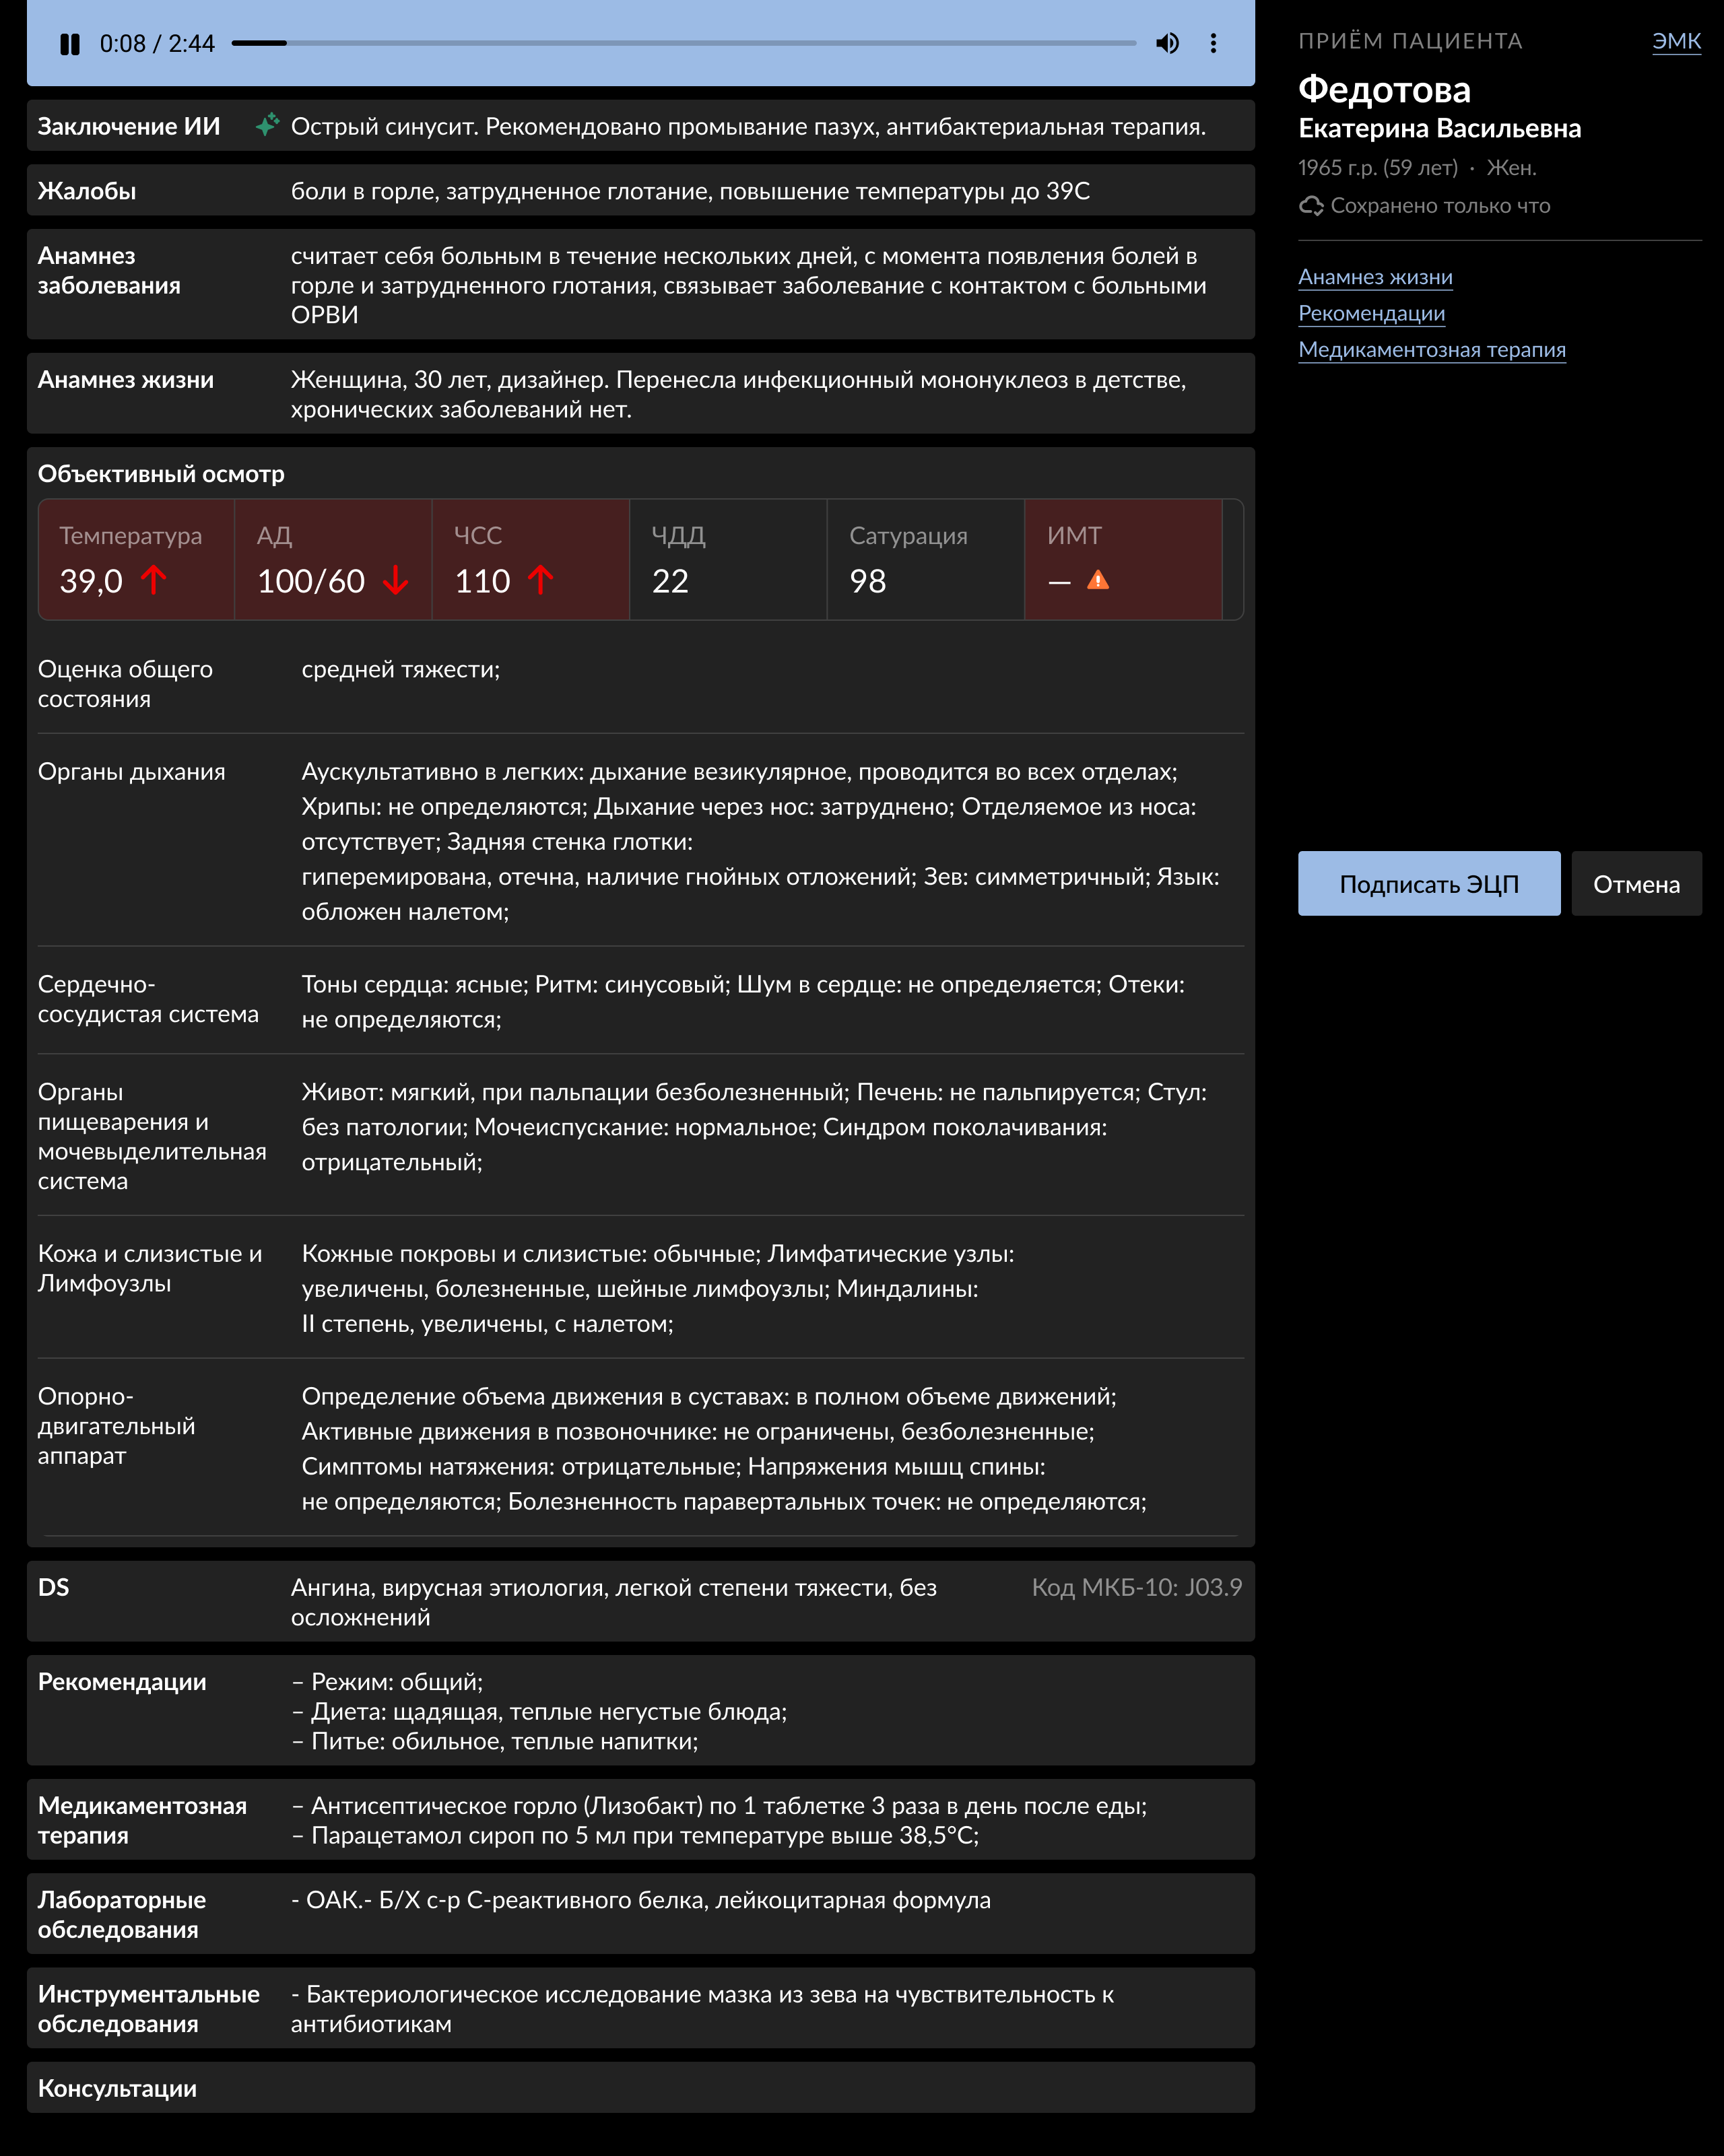 0:08 / 2:44
Заключение ИИ
Острый синусит. Рекомендовано промывание пазух, антибактериальная терапия.
Жалобы
боли в горле, затрудненное глотание, повышение температуры до 39С
Анамнез
заболевания
считает себя больным в течение нескольких дней, с момента появления болей в
горле и затрудненного глотания, связывает заболевание с контактом с больными
ОРВИ
Анамнез жизни
Женщина, 30 лет, дизайнер. Перенесла инфекционный мононуклеоз в детстве,
хронических заболеваний нет.
Объективный осмотр
Температура
39,0
АД
100/60
ЧСС
110
ЧДД
22
Сатурация
98
ИМТ
—
Оценка общего
состояния
средней тяжести;
Органы дыхания
Аускультативно в легких: дыхание везикулярное, проводится во всех отделах;
Хрипы: не определяются; Дыхание через нос: затруднено; Отделяемое из носа:
отсутствует; Задняя стенка глотки:
гиперемирована, отечна, наличие гнойных отложений; Зев: симметричный; Язык:
обложен налетом;
Сердечно-
сосудистая система
Тоны сердца: ясные; Ритм: синусовый; Шум в сердце: не определяется; Отеки:
не определяются;
Органы
пищеварения и
мочевыделительная
система
Живот: мягкий, при пальпации безболезненный; Печень: не пальпируется; Стул:
без патологии; Мочеиспускание: нормальное; Синдром поколачивания:
отрицательный;
Кожа и слизистые и
Лимфоузлы
Кожные покровы и слизистые: обычные; Лимфатические узлы:
увеличены, болезненные, шейные лимфоузлы; Миндалины:
II степень, увеличены, с налетом;
Опорно-
двигательный
аппарат
Определение объема движения в суставах: в полном объеме движений;
Активные движения в позвоночнике: не ограничены, безболезненные;
Симптомы натяжения: отрицательные; Напряжения мышц спины:
не определяются; Болезненность паравертальных точек: не определяются;
DS
Ангина, вирусная этиология, легкой степени тяжести, без
осложнений
Код МКБ-10: J03.9
Рекомендации
– Режим: общий;
– Диета: щадящая, теплые негустые блюда;
– Питье: обильное, теплые напитки;
Медикаментозная
терапия
– Антисептическое горло (Лизобакт) по 1 таблетке 3 раза в день после еды;
– Парацетамол сироп по 5 мл при температуре выше 38,5°C;
Лабораторные
обследования
- ОАК.- Б/Х с-р С-реактивного белка, лейкоцитарная формула
Инструментальные
обследования
- Бактериологическое исследование мазка из зева на чувствительность к
антибиотикам
Консультации
ПРИЁМ ПАЦИЕНТА
ЭМК
Федотова
Екатерина Васильевна
1965 г.р. (59 лет) · Жен.
Сохранено только что
Анамнез жизни
Рекомендации
Медикаментозная терапия
Подписать ЭЦП
Отмена